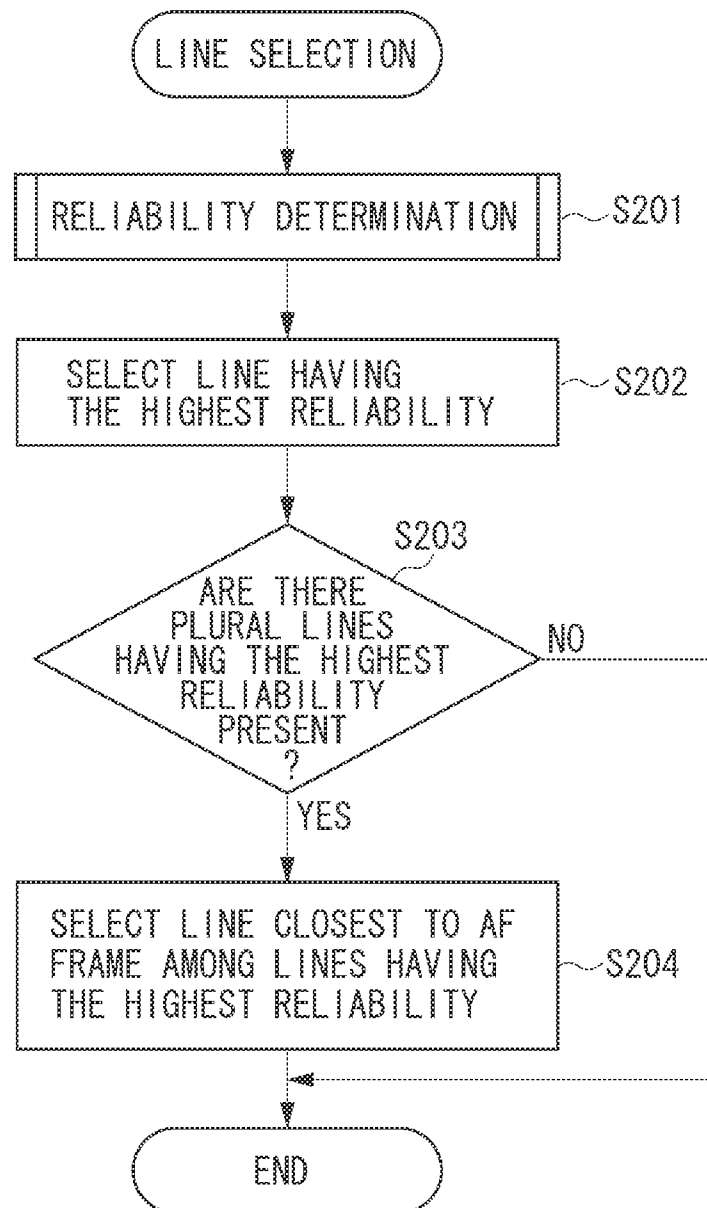 LINE SELECTION
RELIABILITY DETERMINATION
S201
SELECT LINE HAVING
THE HIGHEST RELIABILITY
S202
S203
ARE THERE
PLURAL LINES
HAVING THE HIGHEST
RELIABILITY
PRESENT
?
NO
YES
SELECT LINE CLOSEST TO AF
FRAME AMONG LINES HAVING
THE HIGHEST RELIABILITY
S204
END